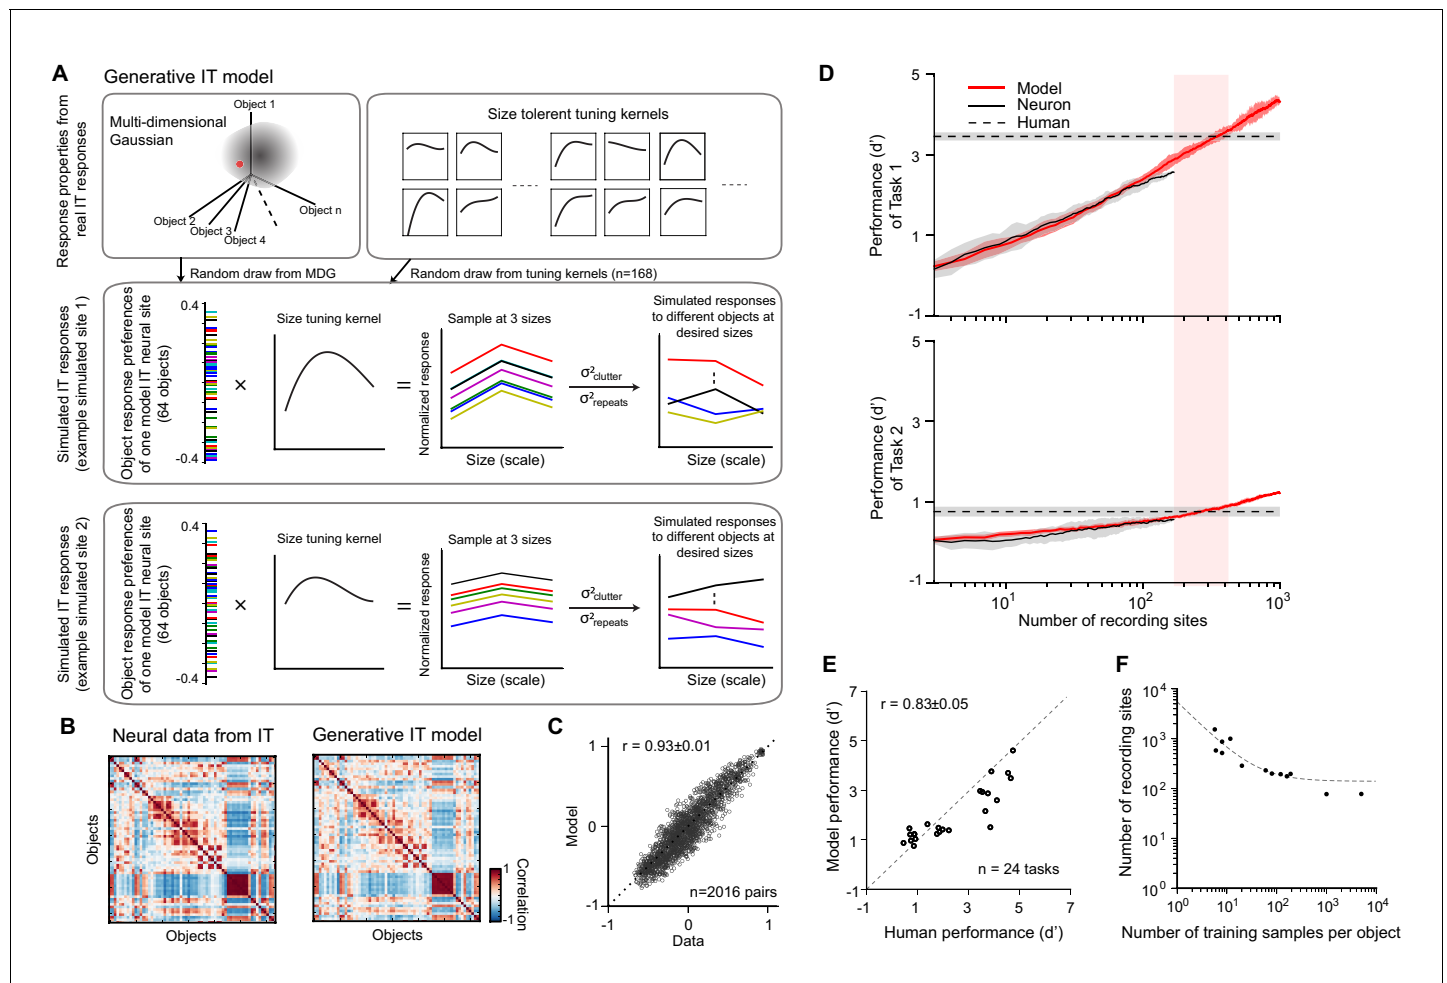 A
Generative IT model
Response properties from
real IT responses
Multi-dimensional
Gaussian
Object 1
Object 2
Object 3
Object 4
Object n
Size tolerent tuning kernels
Random draw from MDG
Random draw from tuning kernels (n=168)
Simulated IT responses
(example simulated site 1)
Object response preferences
of one model IT neural site
(64 objects)
0.4
-0.4
×
Size tuning kernel
=
Sample at 3 sizes
Normalized response
Size (scale)
σ²clutter
σ²repeats
Simulated responses
to different objects at
desired sizes
Size (scale)
Simulated IT responses
(example simulated site 2)
Object response preferences
of one model IT neural site
(64 objects)
0.4
-0.4
×
Size tuning kernel
=
Sample at 3 sizes
Normalized response
Size (scale)
σ²clutter
σ²repeats
Simulated responses
to different objects at
desired sizes
Size (scale)
B
Neural data from IT
Generative IT model
Objects
Objects
Objects
Correlation
1
-1
C
r = 0.93±0.01
n=2016 pairs
Model
1
0
-1
-1
0
1
Data
D
Model
Neuron
Human
Performance (d')
of Task 1
5
3
1
-1
Performance (d')
of Task 2
5
3
1
-1
10¹
10²
10³
Number of recording sites
E
r = 0.83±0.05
n = 24 tasks
Model performance (d')
7
5
3
1
-1
-1
1
3
5
7
Human performance (d')
F
Number of recording sites
10⁴
10³
10²
10¹
10⁰
10⁰
10¹
10²
10³
10⁴
Number of training samples per object